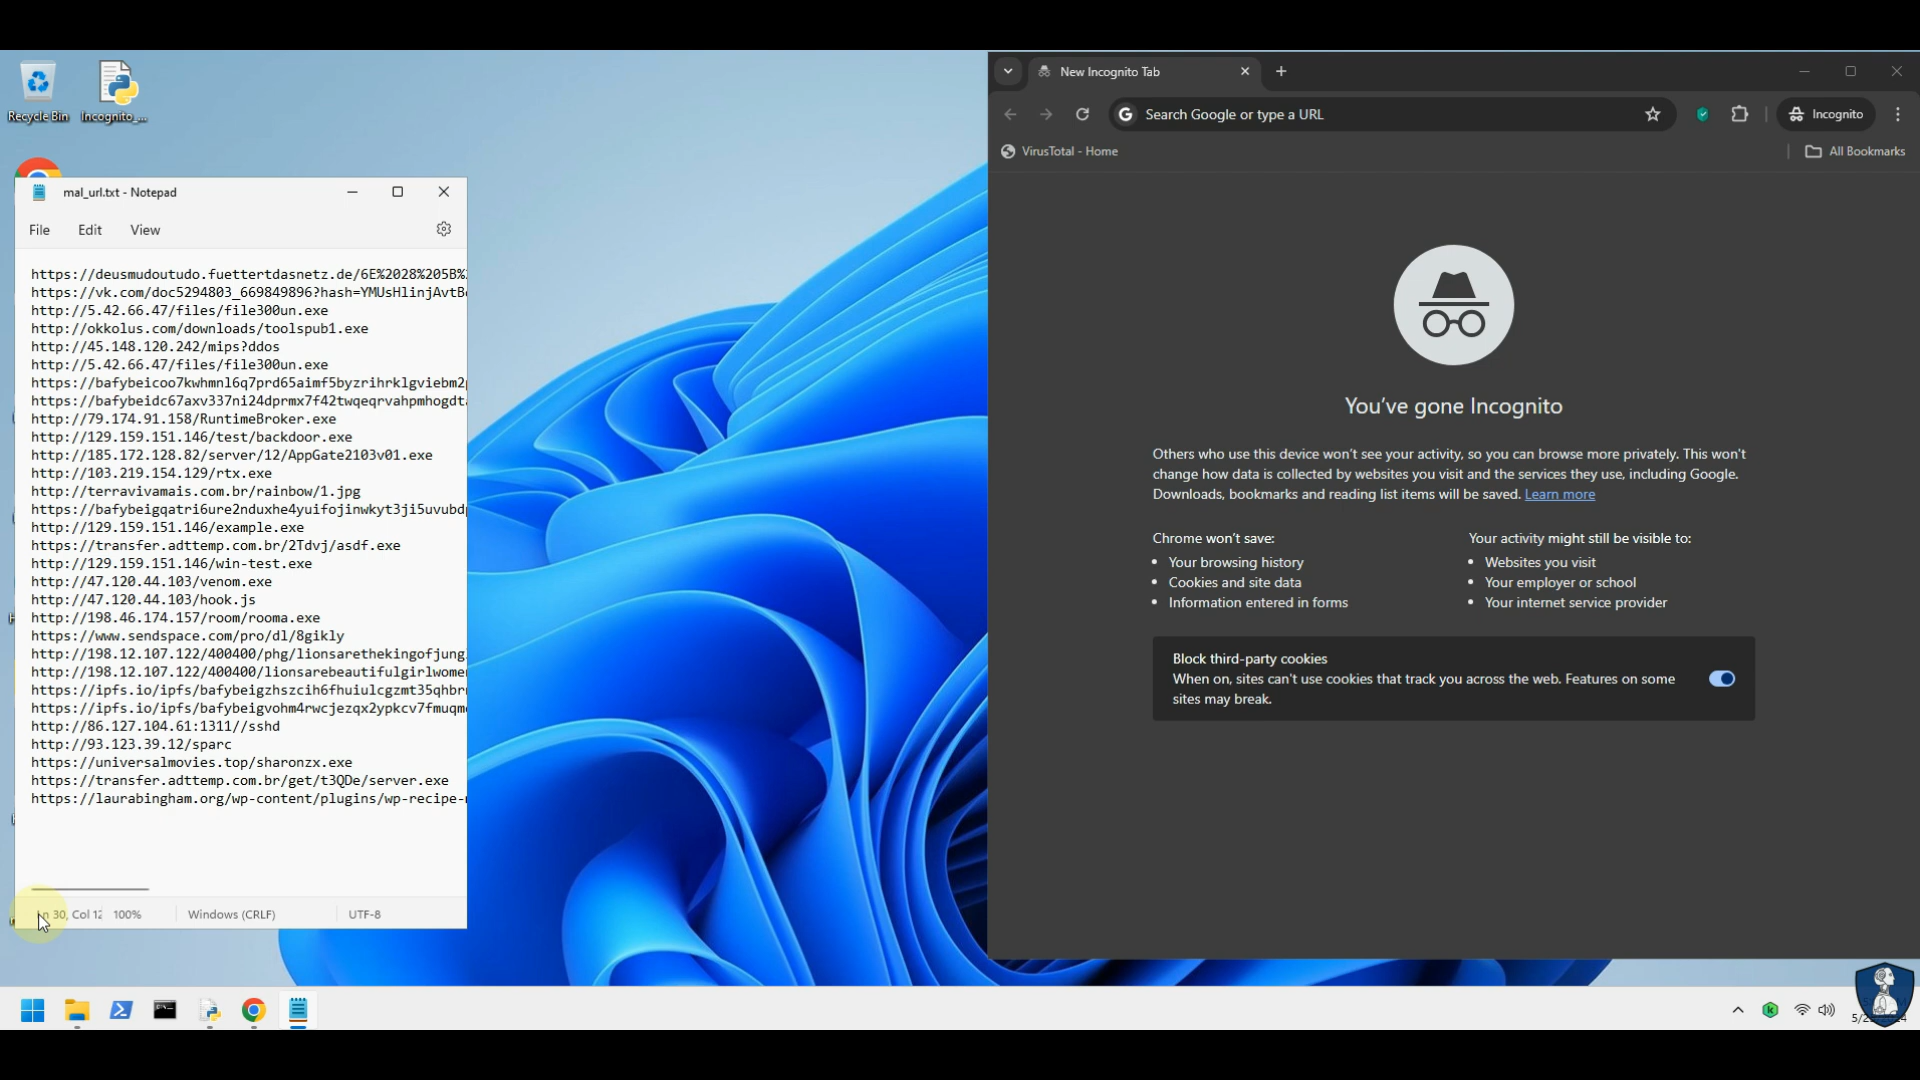 Recycle Bin
Incognito_...
mal_url.txt - Notepad
File Edit View
https://deusmudoutudo.fuettertdasnetz.de/6E%2028%205B%
https://vk.com/doc5294803_669849896?hash=YMUsHlinjAvtB
http://5.42.66.47/files/file300un.exe
http://okkolus.com/downloads/toolspub1.exe
http://45.148.120.242/mips?ddos
http://5.42.66.47/files/file300un.exe
https://bafybeicoo7kwhmnl6q7prd65aimf5byzrihrklgviebm2
https://bafybeidc67axv337ni24dprmx7f42twqeqrvahpmhogdt
http://79.174.91.158/RuntimeBroker.exe
http://129.159.151.146/test/backdoor.exe
http://185.172.128.82/server/12/AppGate2103v01.exe
http://103.219.154.129/rtx.exe
http://terravivamais.com.br/rainbow/1.jpg
https://bafybeigqatri6ure2nduxhe4yuifojinwkyt3ji5uvubd
http://129.159.151.146/example.exe
https://transfer.adttemp.com.br/2Tdvj/asdf.exe
http://129.159.151.146/win-test.exe
http://47.120.44.103/venom.exe
http://47.120.44.103/hook.js
http://198.46.174.157/room/rooma.exe
https://www.sendspace.com/pro/dl/8gikly
http://198.12.107.122/400400/phg/lionsarethekingofjung
http://198.12.107.122/400400/lionsarebeautifulgirlwome
https://ipfs.io/ipfs/bafybeigzhszcih6fhuiulcgzmt35qhbr
https://ipfs.io/ipfs/bafybeigvohm4rwcjezqx2ypkcv7fmuqm
http://86.127.104.61:1311//sshd
http://93.123.39.12/sparc
https://universalmovies.top/sharonzx.exe
https://transfer.adttemp.com.br/get/t3QDe/server.exe
https://laurabingham.org/wp-content/plugins/wp-recipe-
Ln 30, Col 12 100% Windows (CRLF) UTF-8
New Incognito Tab
Search Google or type a URL
Incognito
VirusTotal - Home
All Bookmarks
You've gone Incognito
Others who use this device won't see your activity, so you can browse more privately. This won't
change how data is collected by websites you visit and the services they use, including Google.
Downloads, bookmarks and reading list items will be saved. Learn more
Chrome won't save:
• Your browsing history
• Cookies and site data
• Information entered in forms
Your activity might still be visible to:
• Websites you visit
• Your employer or school
• Your internet service provider
Block third-party cookies
When on, sites can't use cookies that track you across the web. Features on some
sites may break.